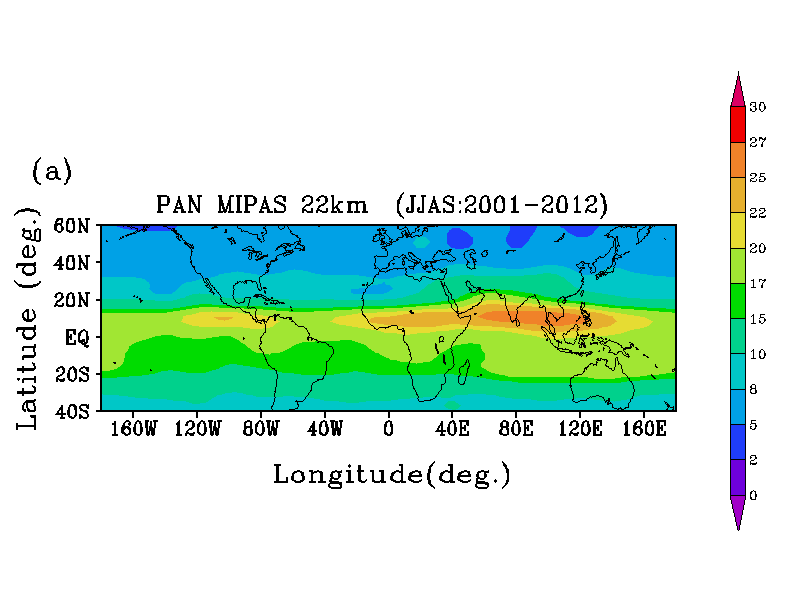 (a)
PAN MIPAS 22km (JJAS:2001-2012)
Latitude (deg.)
60N
40N
20N
EQ
20S
40S
160W 120W 80W 40W 0 40E 80E 120E 160E
Longitude(deg.)
30
27
25
22
20
17
15
10
8
5
2
0